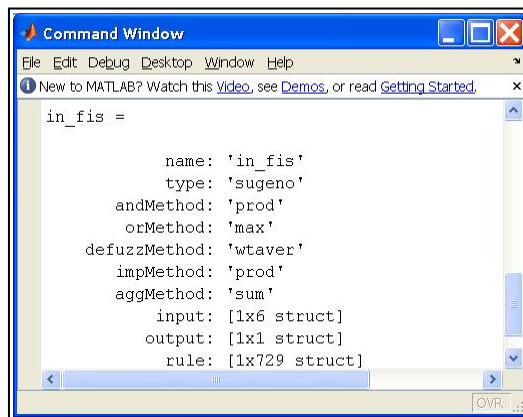 Command Window
File Edit Debug Desktop Window Help
New to MATLAB? Watch this Video, see Demos, or read Getting Started.
in_fis =
name: 'in_fis'
type: 'sugeno'
andMethod: 'prod'
orMethod: 'max'
defuzzMethod: 'wtaver'
impMethod: 'prod'
aggMethod: 'sum'
input: [1x6 struct]
output: [1x1 struct]
rule: [1x729 struct]
OVR